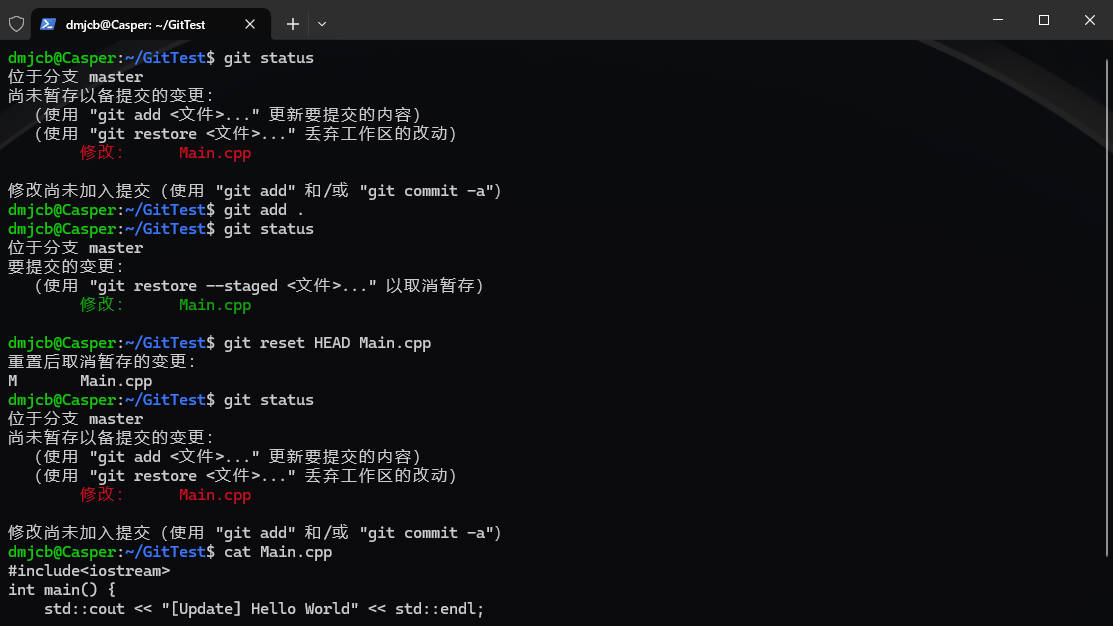 dmjcb@Casper: ~/GitTest
dmjcb@Casper:~/GitTest$ git status
位于分支 master
尚未暂存以备提交的变更：
  （使用 "git add <文件>..." 更新要提交的内容）
  （使用 "git restore <文件>..." 丢弃工作区的改动）
        修改：     Main.cpp

修改尚未加入提交（使用 "git add" 和/或 "git commit -a"）
dmjcb@Casper:~/GitTest$ git add .
dmjcb@Casper:~/GitTest$ git status
位于分支 master
要提交的变更：
  （使用 "git restore --staged <文件>..." 以取消暂存）
        修改：     Main.cpp

dmjcb@Casper:~/GitTest$ git reset HEAD Main.cpp
重置后取消暂存的变更：
M       Main.cpp
dmjcb@Casper:~/GitTest$ git status
位于分支 master
尚未暂存以备提交的变更：
  （使用 "git add <文件>..." 更新要提交的内容）
  （使用 "git restore <文件>..." 丢弃工作区的改动）
        修改：     Main.cpp

修改尚未加入提交（使用 "git add" 和/或 "git commit -a"）
dmjcb@Casper:~/GitTest$ cat Main.cpp
#include<iostream>
int main() {
    std::cout << "[Update] Hello World" << std::endl;